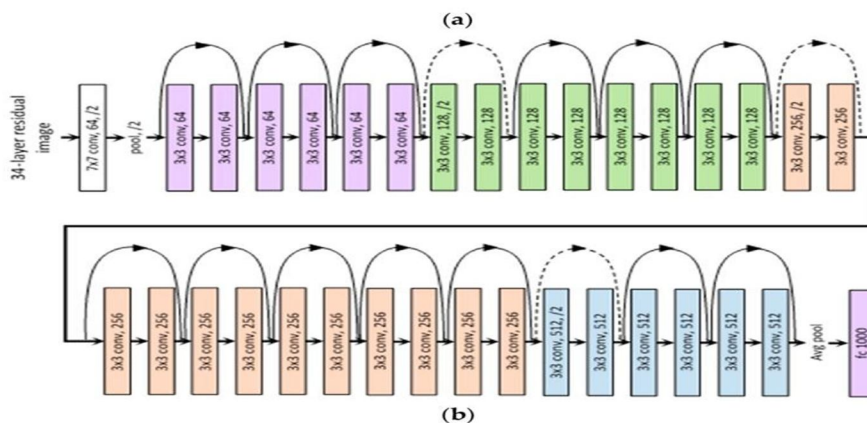 (a)
34-layer residual
image
7x7 conv, 64, /2
pool, /2
3x3 conv, 64
3x3 conv, 64
3x3 conv, 64
3x3 conv, 64
3x3 conv, 64
3x3 conv, 64
3x3 conv, 128, /2
3x3 conv, 128
3x3 conv, 128
3x3 conv, 128
3x3 conv, 128
3x3 conv, 128
3x3 conv, 128
3x3 conv, 128
3x3 conv, 256, /2
3x3 conv, 256
3x3 conv, 256
3x3 conv, 256
3x3 conv, 256
3x3 conv, 256
3x3 conv, 256
3x3 conv, 256
3x3 conv, 256
3x3 conv, 256
3x3 conv, 256
3x3 conv, 256
3x3 conv, 512, /2
3x3 conv, 512
3x3 conv, 512
3x3 conv, 512
3x3 conv, 512
3x3 conv, 512
Avg pool
fc 1000
(b)